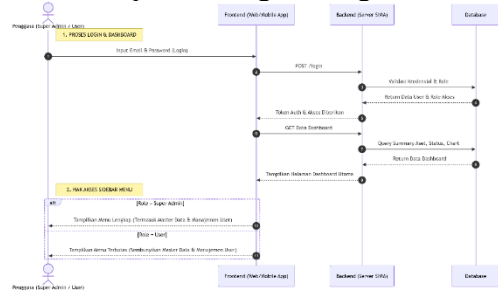 Pengguna (Super Admin / User)
Frontend (Web/Mobile App)
Backend (Server SIMA)
Database
1. PROSES LOGIN & DASHBOARD
Input Email & Password (Login)
POST /login
Validasi Kredensial & Role
Return Data User & Role Akses
Token Auth & Akses Diberikan
GET Data Dashboard
Query Summary Aset, Status, Chart
Return Data Dashboard
Tampilkan Halaman Dashboard Utama
2. HAK AKSES SIDEBAR MENU
alt
[Role = Super Admin]
Tampilkan Menu Lengkap (Termasuk Master Data & Manajemen User)
[Role = User]
Tampilkan Menu Terbatas (Sembunyikan Master Data & Manajemen User)
Pengguna (Super Admin / User)
Frontend (Web/Mobile App)
Backend (Server SIMA)
Database